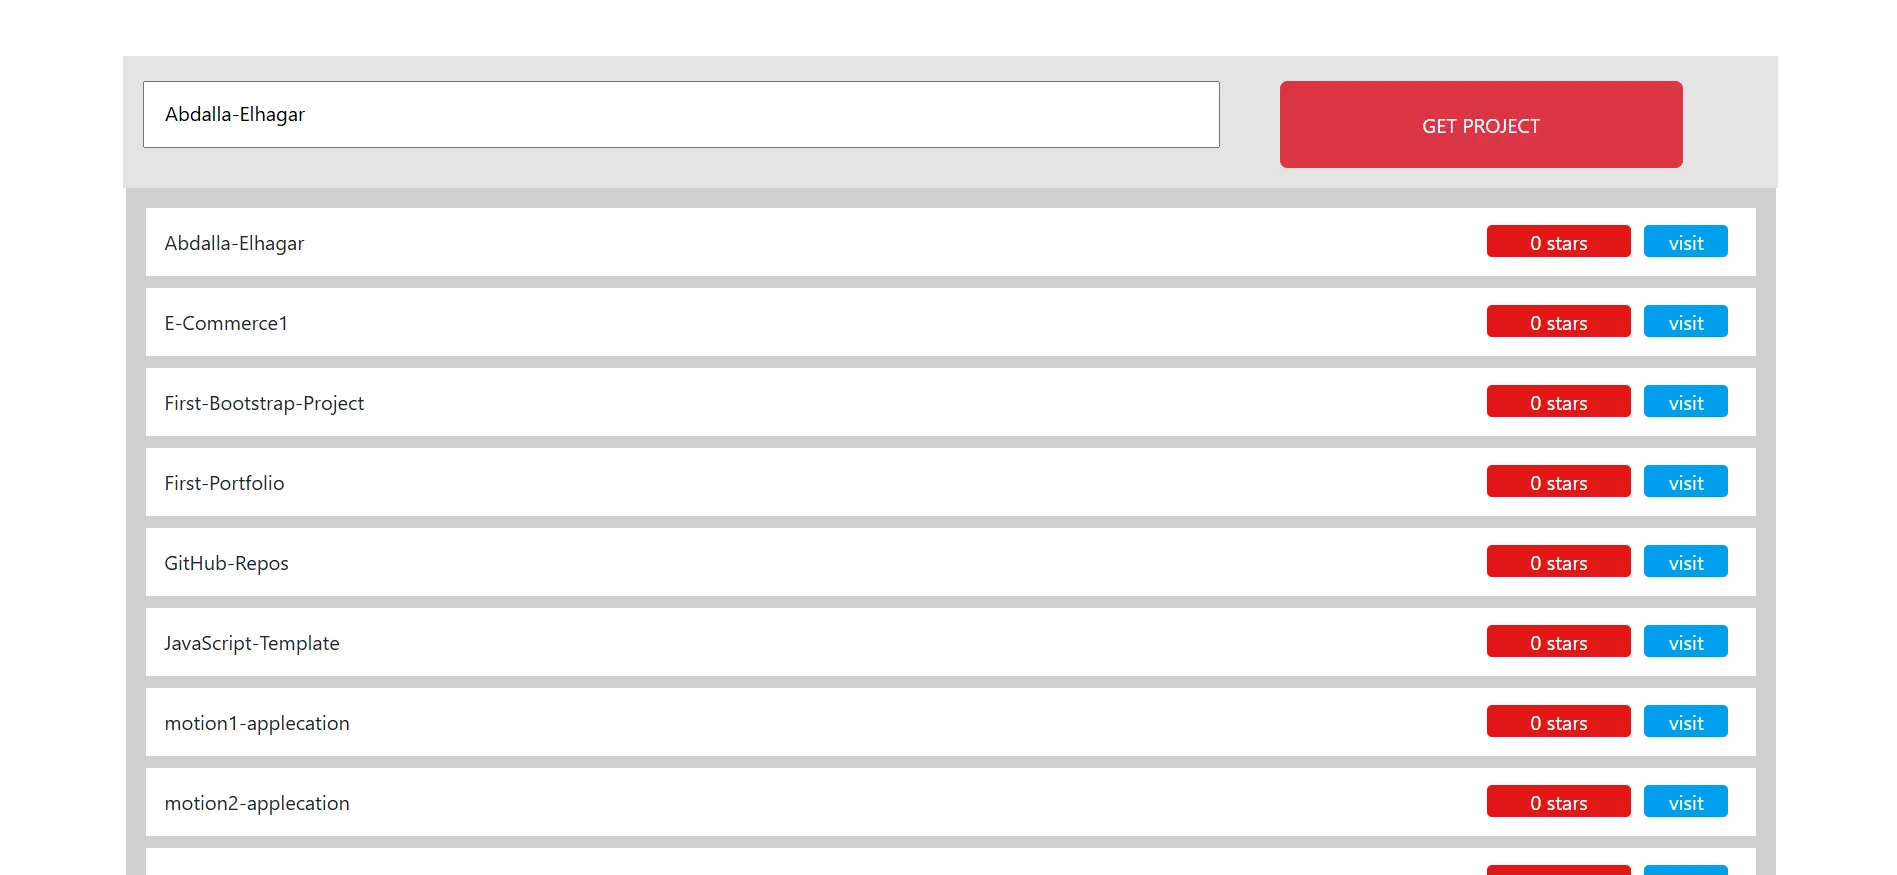 Abdalla-Elhagar
GET PROJECT
Abdalla-Elhagar 0 stars visit
E-Commerce1 0 stars visit
First-Bootstrap-Project 0 stars visit
First-Portfolio 0 stars visit
GitHub-Repos 0 stars visit
JavaScript-Template 0 stars visit
motion1-applecation 0 stars visit
motion2-applecation 0 stars visit